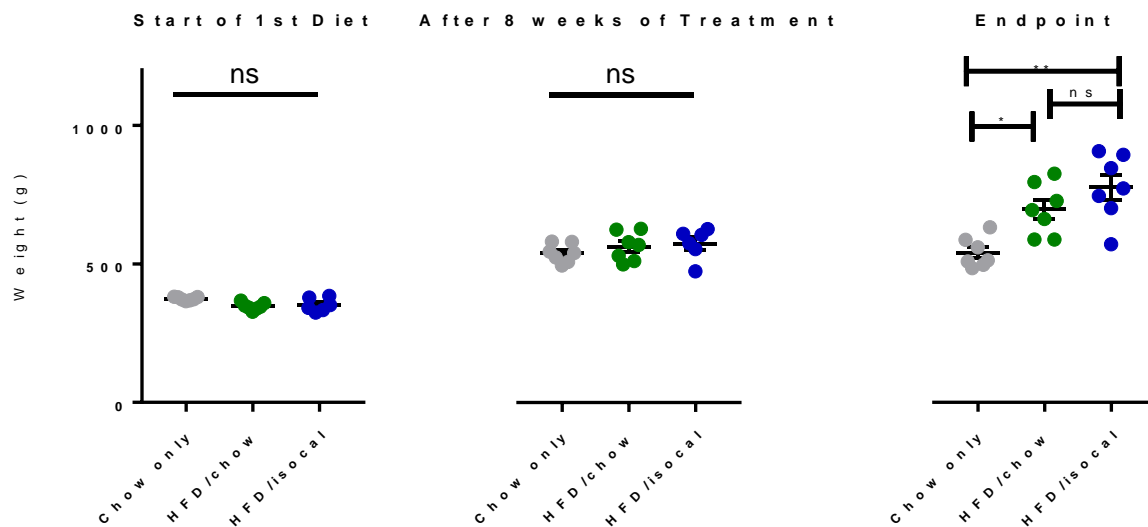 Start of 1st Diet
After 8 weeks of Treatment
Endpoint
ns
ns
**
ns
*
Weight (g)
1000
500
0
Chow only
HFD/chow
HFD/isocal
Chow only
HFD/chow
HFD/isocal
Chow only
HFD/chow
HFD/isocal